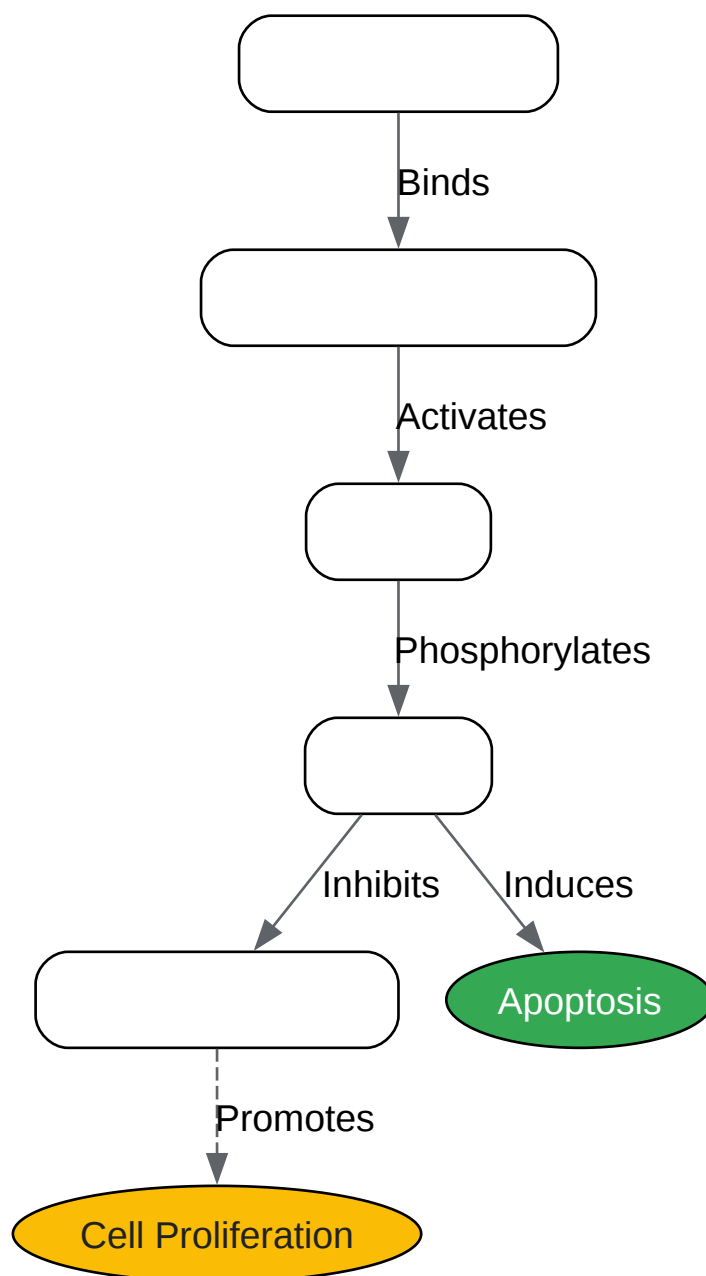 Binds
Activates
Phosphorylates
Inhibits
Induces
Apoptosis
Promotes
Cell Proliferation